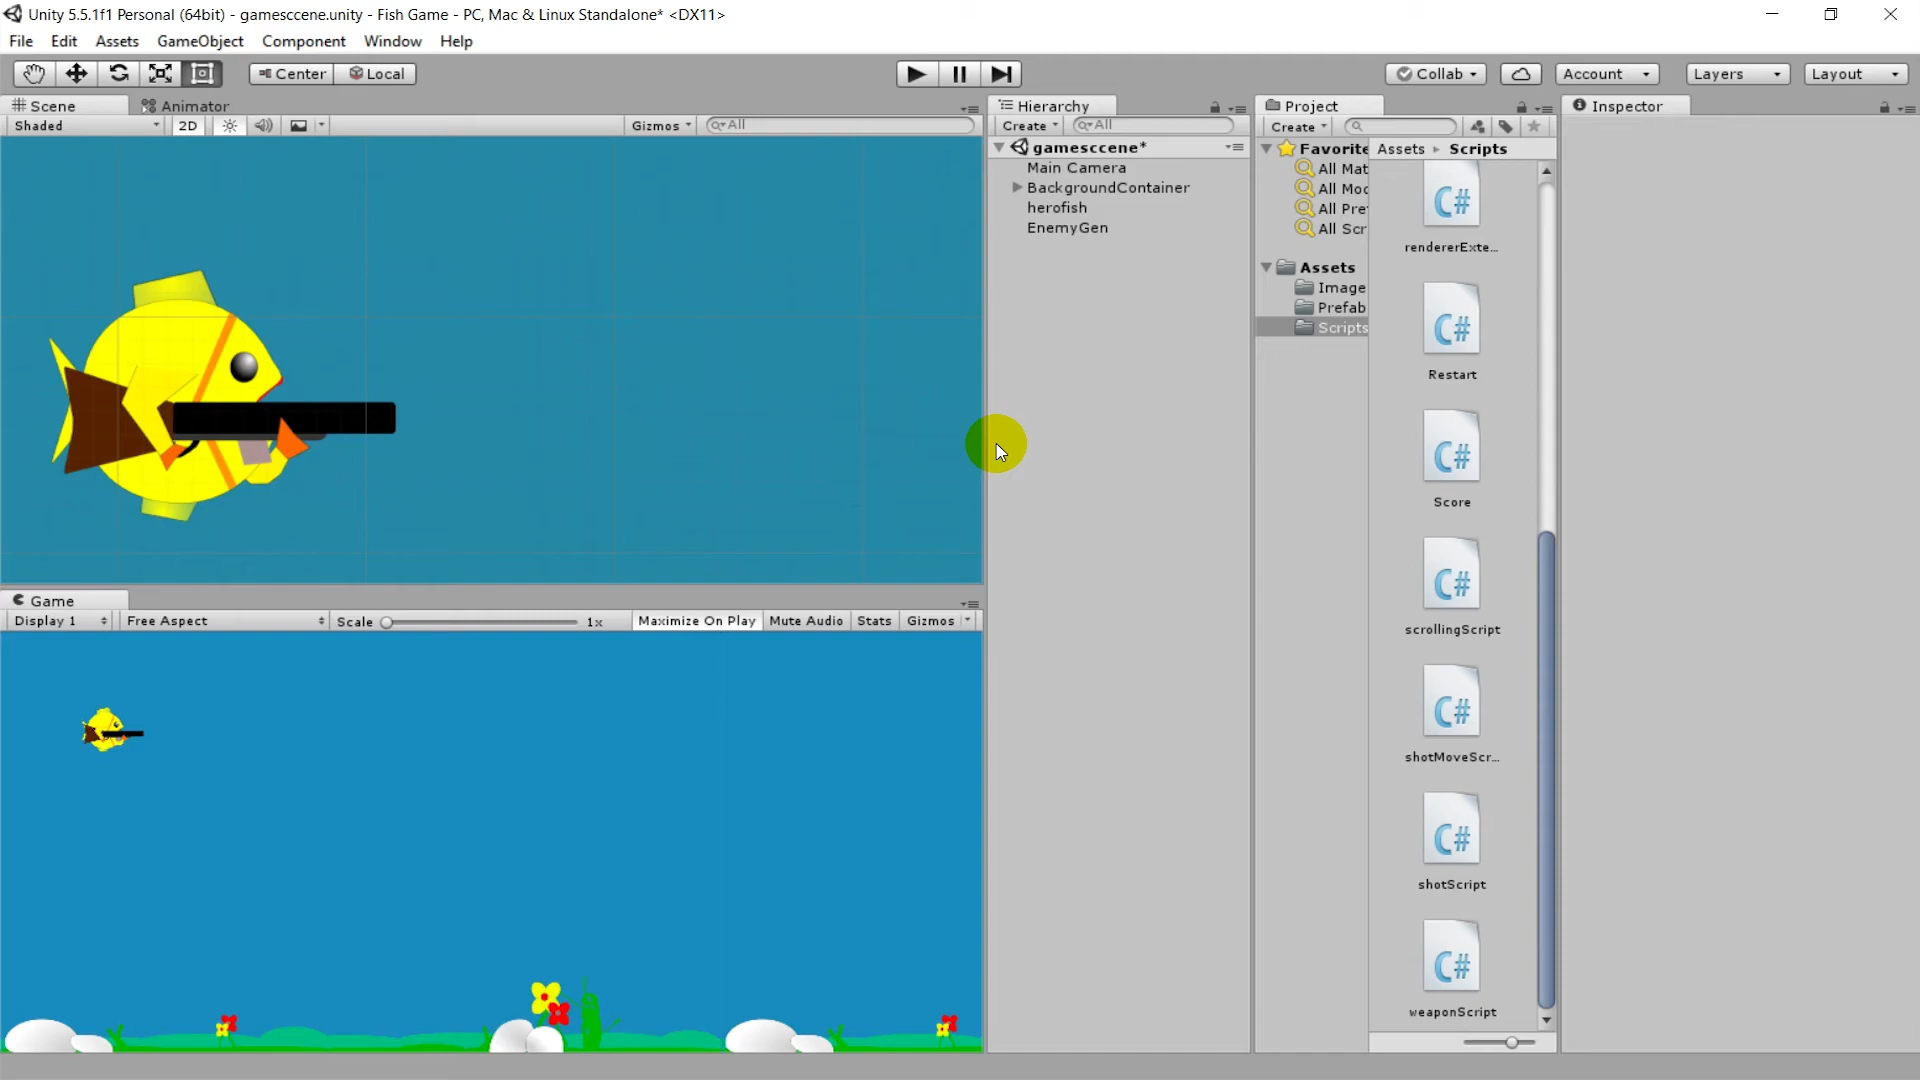 Unity 5.5.1f1 Personal (64bit) - gamesccene.unity - Fish Game - PC, Mac & Linux Standalone* <DX11>
File Edit Assets GameObject Component Window Help
Center Local Collab Account Layers Layout
Scene Animator Hierarchy Project Inspector
Shaded 2D Gizmos All Create All Create
gamesccene* Favorite Assets Scripts
Main Camera All Mat
BackgroundContainer All Mod
herofish All Pre
EnemyGen All Scr
rendererExte...
Assets
Image
Prefab
Scripts
Restart
Score
scrollingScript
shotMoveScr...
shotScript
weaponScript
Game
Display 1 Free Aspect Scale 1x Maximize On Play Mute Audio Stats Gizmos
C#
C#
C#
C#
C#
C#
C#